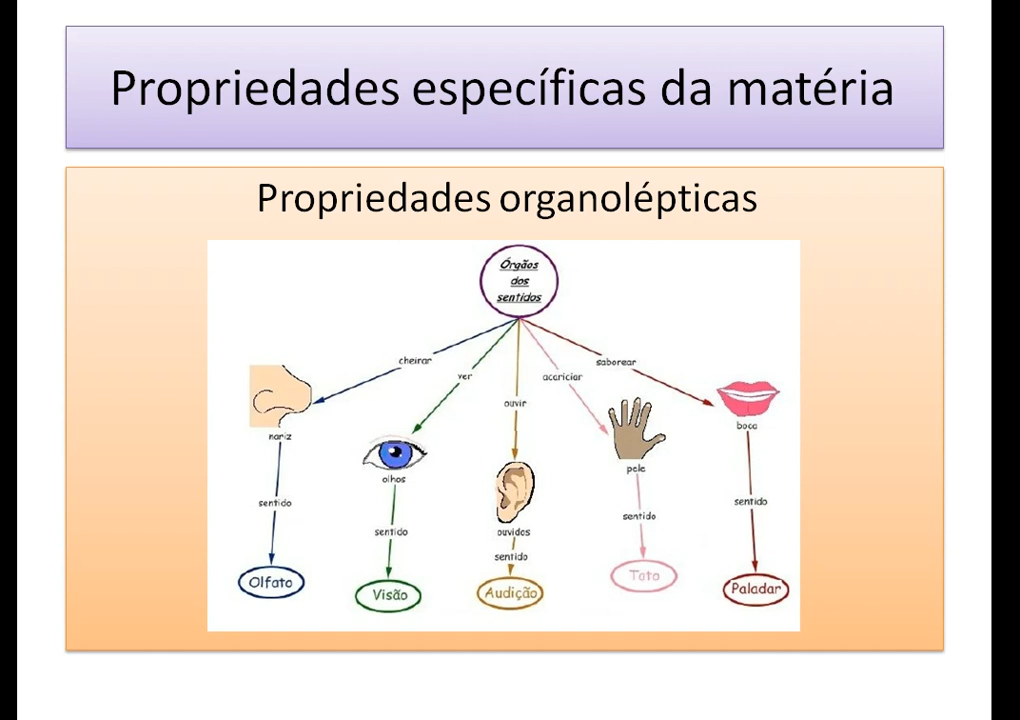 Propriedades específicas da matéria
Propriedades organolépticas
Órgãos
dos
sentidos
cheirar
ver
ouvir
acariciar
saborear
nariz
olhos
ouvidos
pele
boca
sentido
sentido
sentido
sentido
sentido
Olfato
Visão
Audição
Tato
Paladar